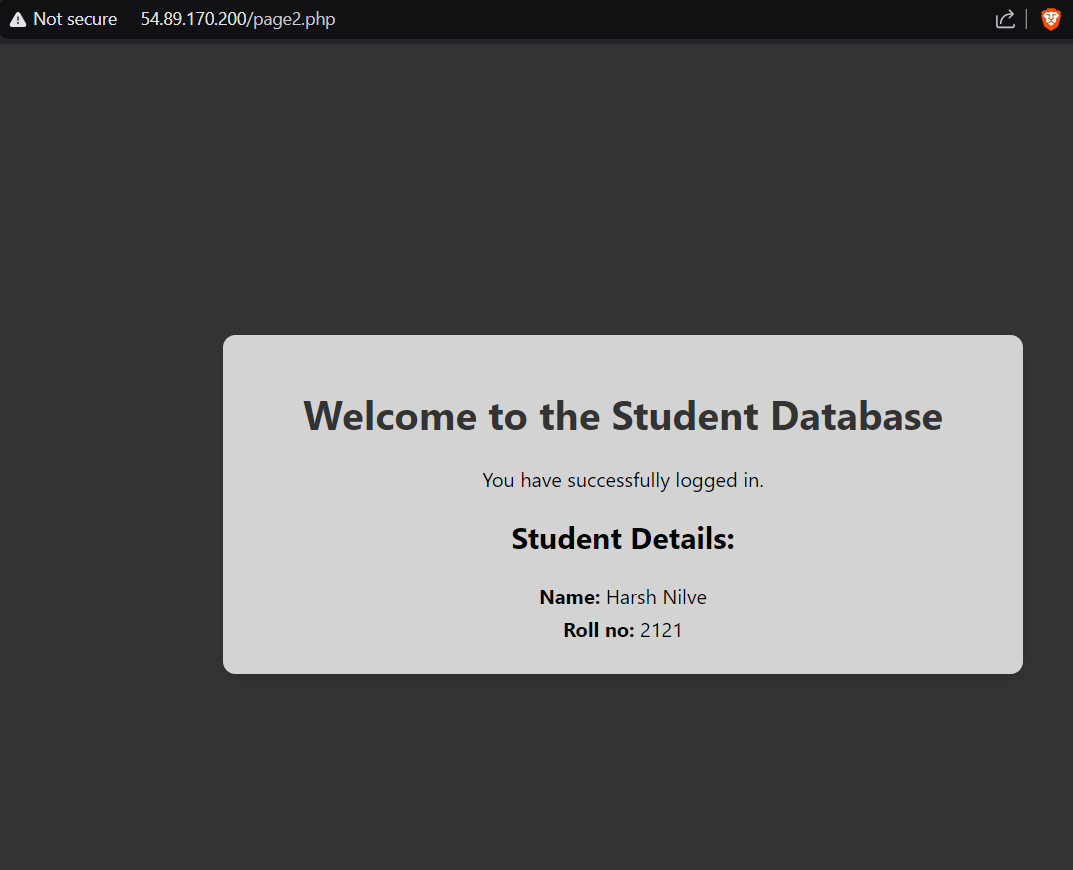 Not secure 54.89.170.200/page2.php
Welcome to the Student Database
You have successfully logged in.
Student Details:
Name: Harsh Nilve
Roll no: 2121